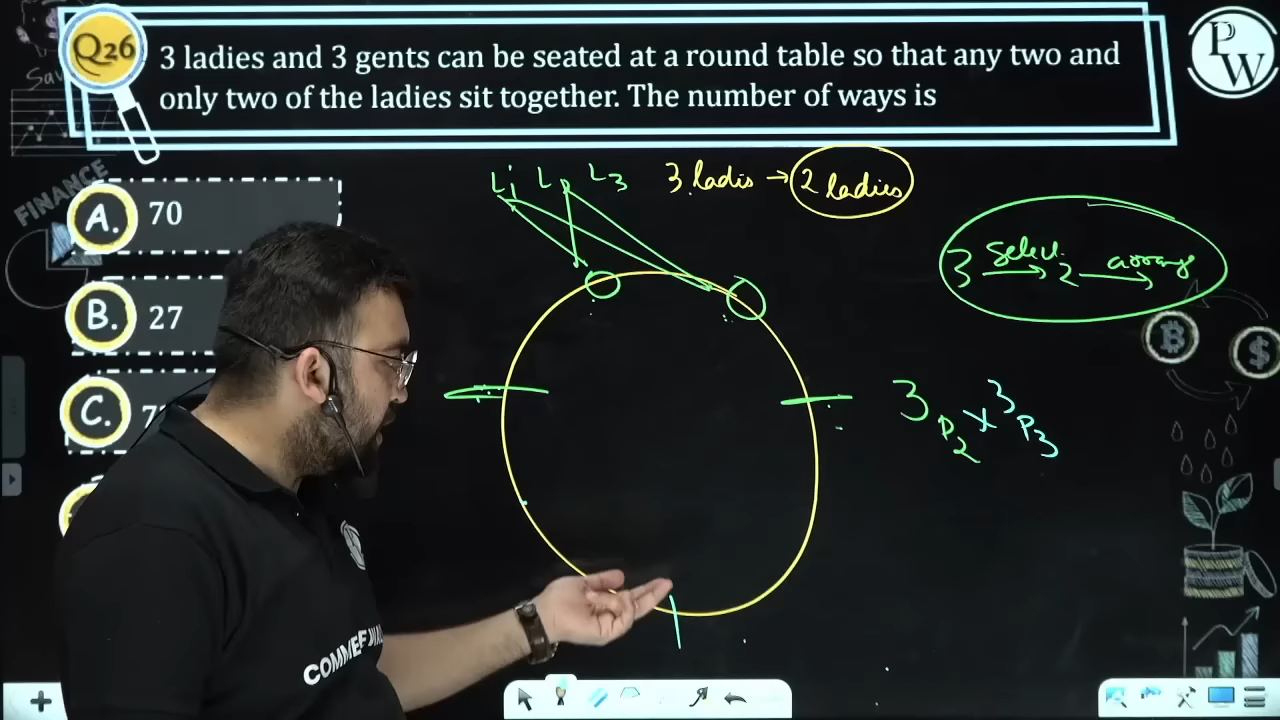 Q26
3 ladies and 3 gents can be seated at a round table so that any two and
only two of the ladies sit together. The number of ways is
PW
FINANCE
A. 70
B. 27
C. 7
L1 L2 L3
3 ladis → 2 ladies
3 select 2 arrange
3P2 x 3P3